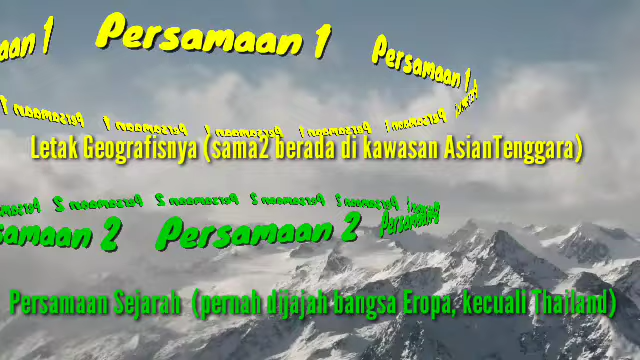 Persamaan 1 Persamaan 1
Letak Geografisnya (sama2 berada di kawasan AsianTenggara)
Persamaan 2 Persamaan
Persamaan Sejarah (pernah dijajah bangsa Eropa, kecuali Thailand)